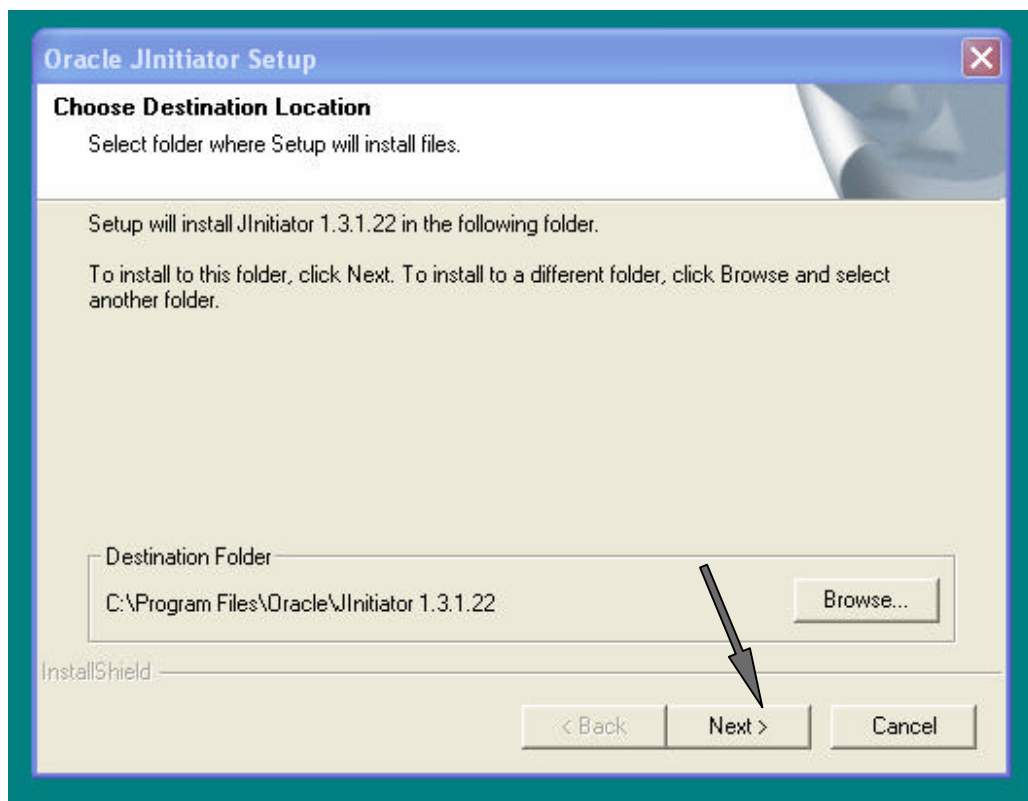 Oracle JInitiator Setup
Choose Destination Location
Select folder where Setup will install files.
Setup will install JInitiator 1.3.1.22 in the following folder.
To install to this folder, click Next. To install to a different folder, click Browse and select
another folder.
Destination Folder
C:\Program Files\Oracle\JInitiator 1.3.1.22
Browse...
InstallShield
< Back
Next >
Cancel